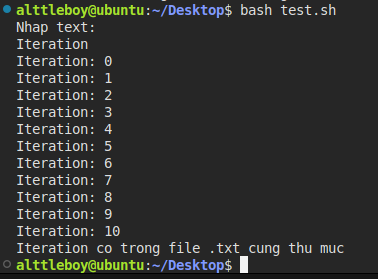 alttleboy@ubuntu:~/Desktop$ bash test.sh
Nhap text:
Iteration
Iteration: 0
Iteration: 1
Iteration: 2
Iteration: 3
Iteration: 4
Iteration: 5
Iteration: 6
Iteration: 7
Iteration: 8
Iteration: 9
Iteration: 10
Iteration co trong file .txt cung thu muc
alttleboy@ubuntu:~/Desktop$